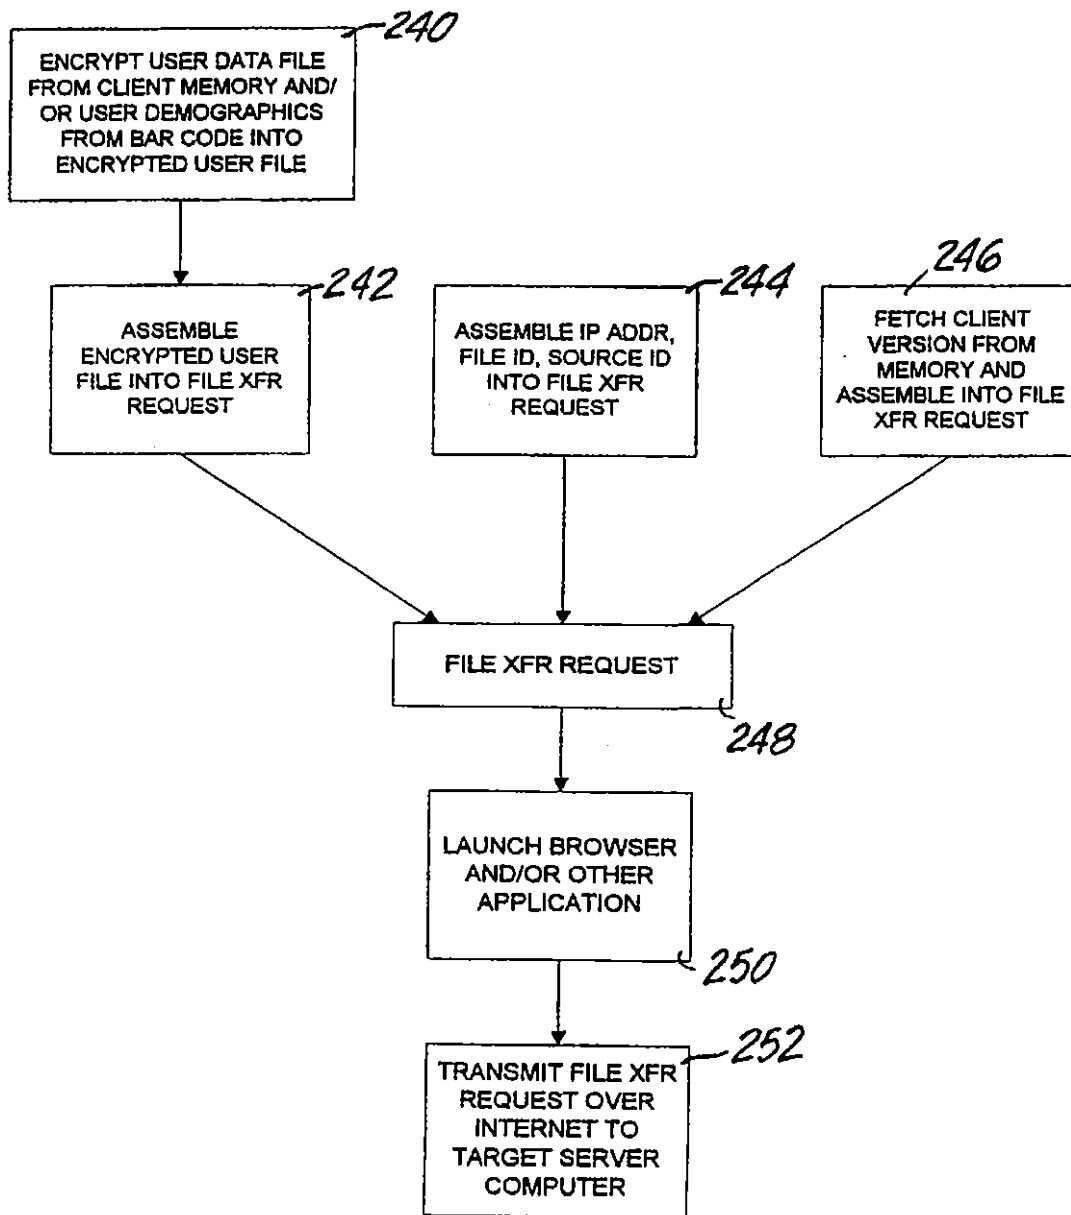 240
ENCRYPT USER DATA FILE
FROM CLIENT MEMORY AND/
OR USER DEMOGRAPHICS
FROM BAR CODE INTO
ENCRYPTED USER FILE
242
ASSEMBLE
ENCRYPTED USER
FILE INTO FILE XFR
REQUEST
244
ASSEMBLE IP ADDR,
FILE ID, SOURCE ID
INTO FILE XFR
REQUEST
246
FETCH CLIENT
VERSION FROM
MEMORY AND
ASSEMBLE INTO FILE
XFR REQUEST
FILE XFR REQUEST
248
LAUNCH BROWSER
AND/OR OTHER
APPLICATION
250
252
TRANSMIT FILE XFR
REQUEST OVER
INTERNET TO
TARGET SERVER
COMPUTER